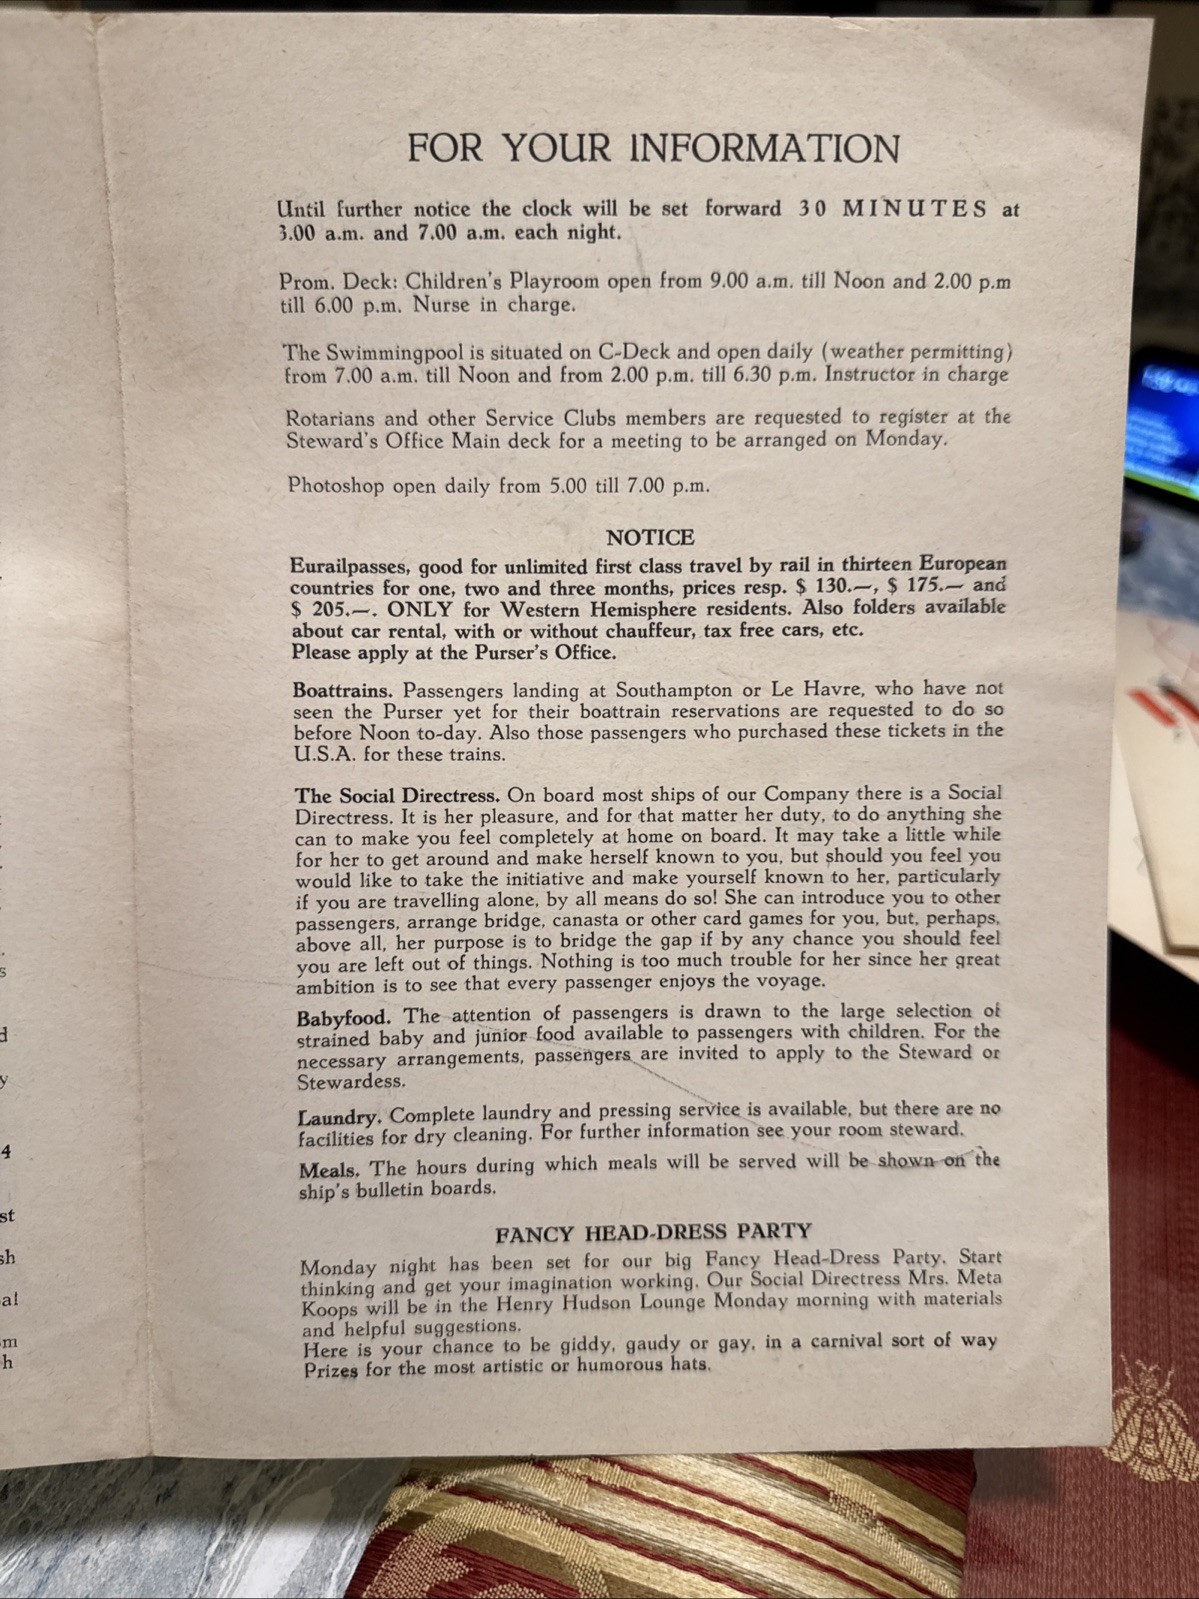 FOR YOUR INFORMATION
Until further notice the clock will be set forward 30 MINUTES at
3.00 a.m. and 7.00 a.m. each night.
Prom. Deck: Children's Playroom open from 9.00 a.m. till Noon and 2.00 p.m
till 6.00 p.m. Nurse in charge.
The Swimmingpool is situated on C-Deck and open daily (weather permitting)
from 7.00 a.m. till Noon and from 2.00 p.m. till 6.30 p.m. Instructor in charge
Rotarians and other Service Clubs members are requested to register at the
Steward's Office Main deck for a meeting to be arranged on Monday.
Photoshop open daily from 5.00 till 7.00 p.m.
NOTICE
Eurailpasses, good for unlimited first class travel by rail in thirteen European
countries for one, two and three months, prices resp. $ 130.—, $ 175.— and
$ 205.—. ONLY for Western Hemisphere residents. Also folders available
about car rental, with or without chauffeur, tax free cars, etc.
Please apply at the Purser's Office.
Boattrains. Passengers landing at Southampton or Le Havre, who have not
seen the Purser yet for their boattrain reservations are requested to do so
before Noon to-day. Also those passengers who purchased these tickets in the
U.S.A. for these trains.
The Social Directress. On board most ships of our Company there is a Social
Directress. It is her pleasure, and for that matter her duty, to do anything she
can to make you feel completely at home on board. It may take a little while
for her to get around and make herself known to you, but should you feel you
would like to take the initiative and make yourself known to her, particularly
if you are travelling alone, by all means do so! She can introduce you to other
passengers, arrange bridge, canasta or other card games for you, but, perhaps,
above all, her purpose is to bridge the gap if by any chance you should feel
you are left out of things. Nothing is too much trouble for her since her great
ambition is to see that every passenger enjoys the voyage.
Babyfood. The attention of passengers is drawn to the large selection of
strained baby and junior food available to passengers with children. For the
necessary arrangements, passengers are invited to apply to the Steward or
Stewardess.
Laundry. Complete laundry and pressing service is available, but there are no
facilities for dry cleaning. For further information see your room steward.
Meals. The hours during which meals will be served will be shown on the
ship's bulletin boards.
FANCY HEAD-DRESS PARTY
Monday night has been set for our big Fancy Head-Dress Party. Start
thinking and get your imagination working. Our Social Directress Mrs. Meta
Koops will be in the Henry Hudson Lounge Monday morning with materials
and helpful suggestions.
Here is your chance to be giddy, gaudy or gay, in a carnival sort of way
Prizes for the most artistic or humorous hats.